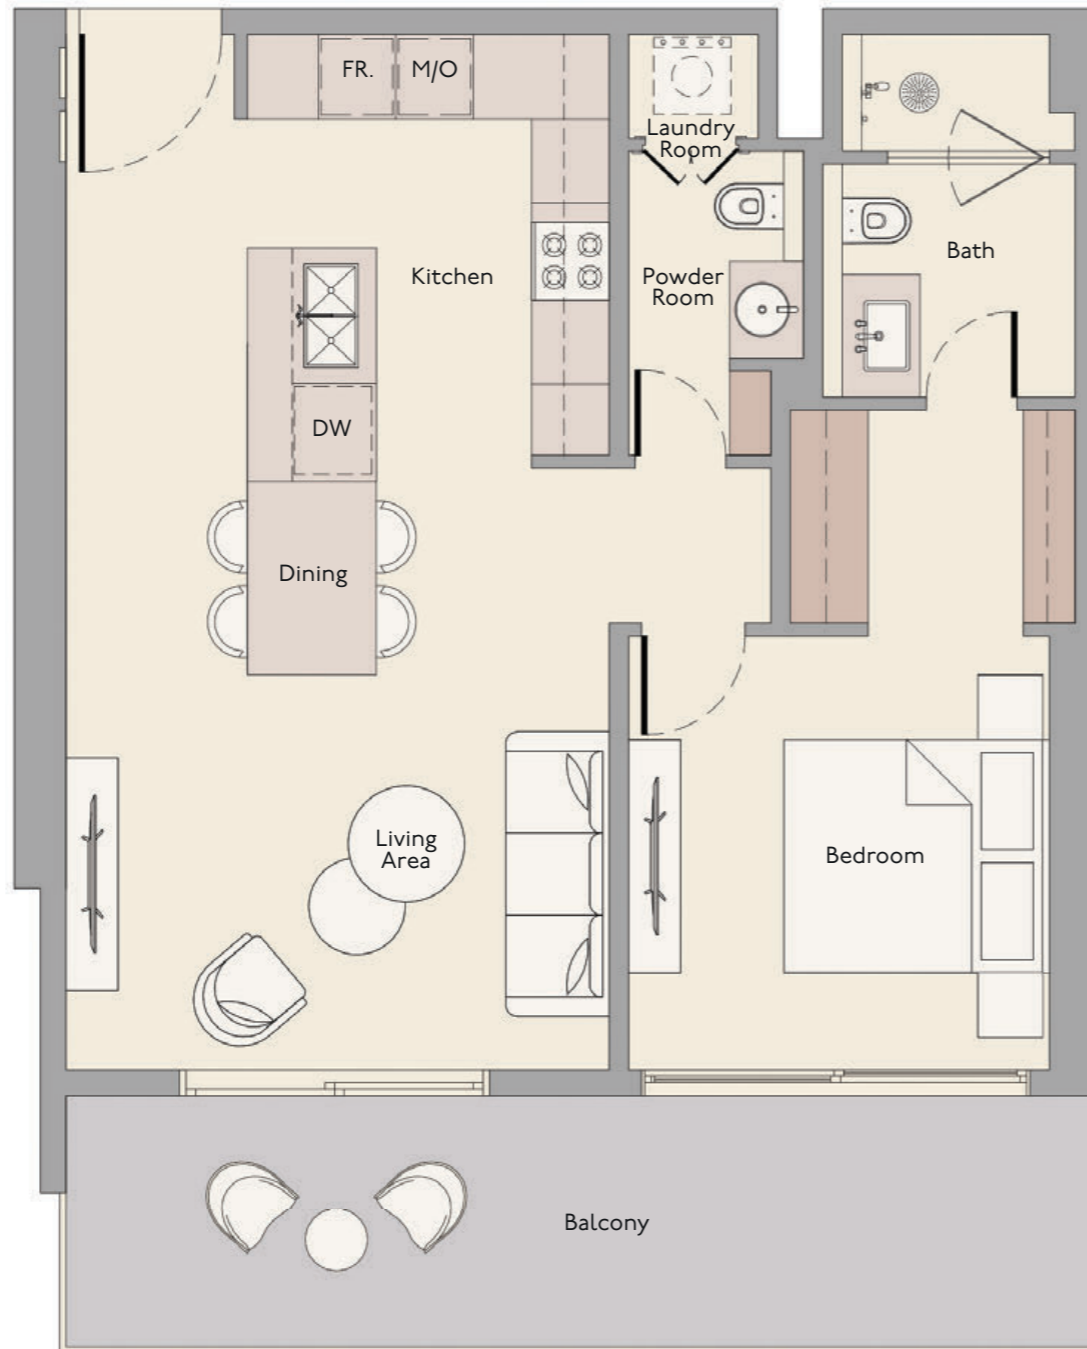 FR.
M/O
Laundry
Room
Kitchen
Powder
Room
Bath
DW
Dining
Living
Area
Bedroom
Balcony